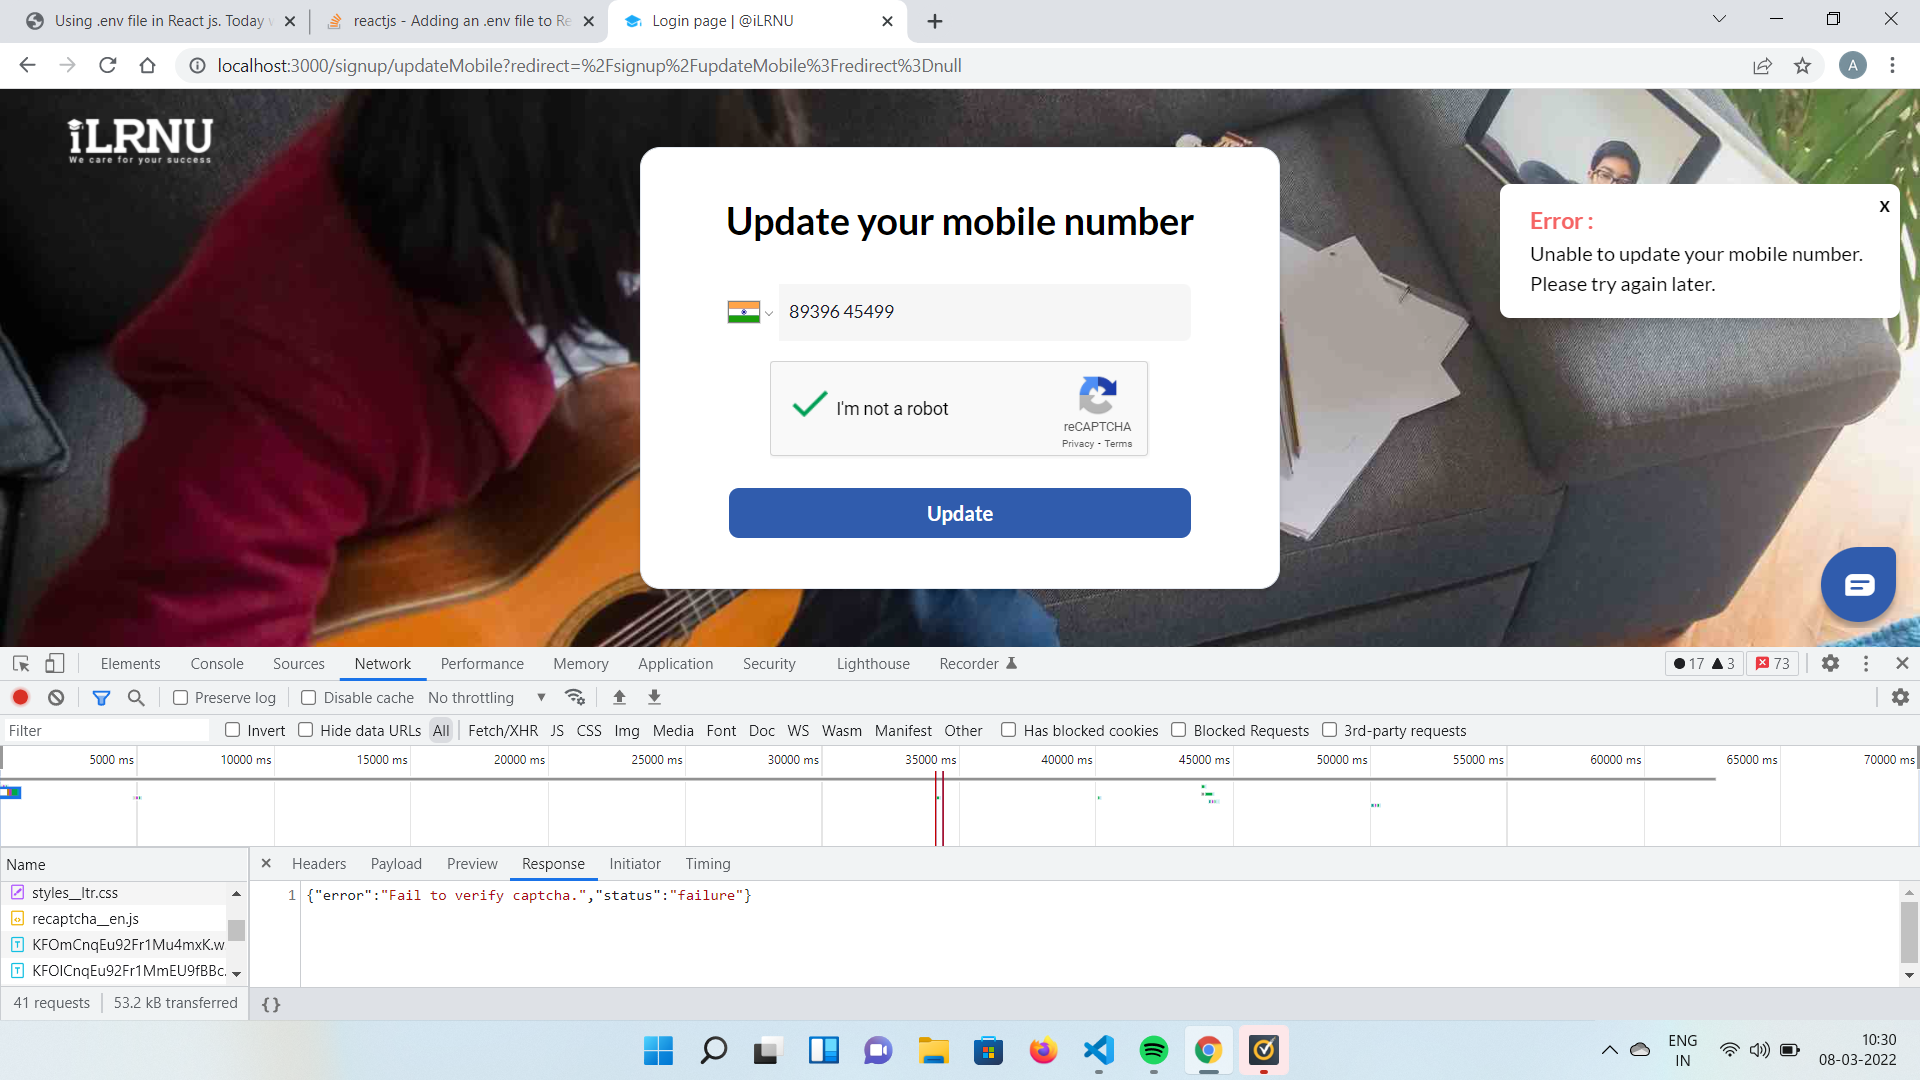 Using .env file in React js. Today w
reactjs - Adding an .env file to Re
Login page | @iLRNU
localhost:3000/signup/updateMobile?redirect=%2Fsignup%2FupdateMobile%3Fredirect%3Dnull
A
iLRNU
We care for your success
Update your mobile number
89396 45499
I'm not a robot
reCAPTCHA
Privacy - Terms
Update
X
Error :
Unable to update your mobile number.
Please try again later.
Elements Console Sources Network Performance Memory Application Security Lighthouse Recorder 17 3 73
Preserve log Disable cache No throttling
Filter Invert Hide data URLs All Fetch/XHR JS CSS Img Media Font Doc WS Wasm Manifest Other Has blocked cookies Blocked Requests 3rd-party requests
5000 ms 10000 ms 15000 ms 20000 ms 25000 ms 30000 ms 35000 ms 40000 ms 45000 ms 50000 ms 55000 ms 60000 ms 65000 ms 70000 ms
Name
styles__ltr.css
recaptcha__en.js
KFOmCnqEu92Fr1Mu4mxK.w
KFOlCnqEu92Fr1MmEU9fBBc.
41 requests 53.2 kB transferred
Headers Payload Preview Response Initiator Timing
1 {"error":"Fail to verify captcha.","status":"failure"}
{ }
ENG
IN
10:30
08-03-2022